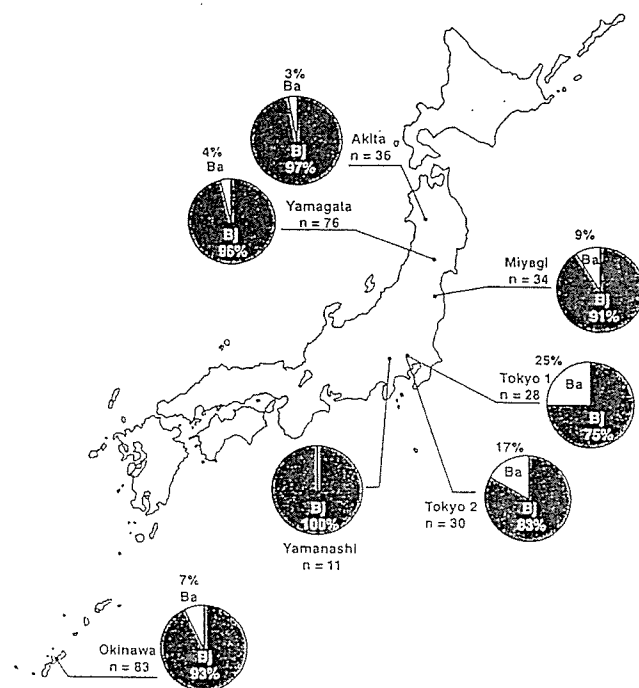 3%
Ba
Bj
97%
Akita
n = 36
4%
Ba
Bj
96%
Yamagata
n = 76
9%
Ba
Bj
91%
Miyagi
n = 34
25%
Ba
Bj
75%
Tokyo 1
n = 28
17%
Ba
Bj
83%
Tokyo 2
n = 30
Bj
100%
Yamanashi
n = 11
7%
Ba
Bj
93%
Okinawa
n = 83